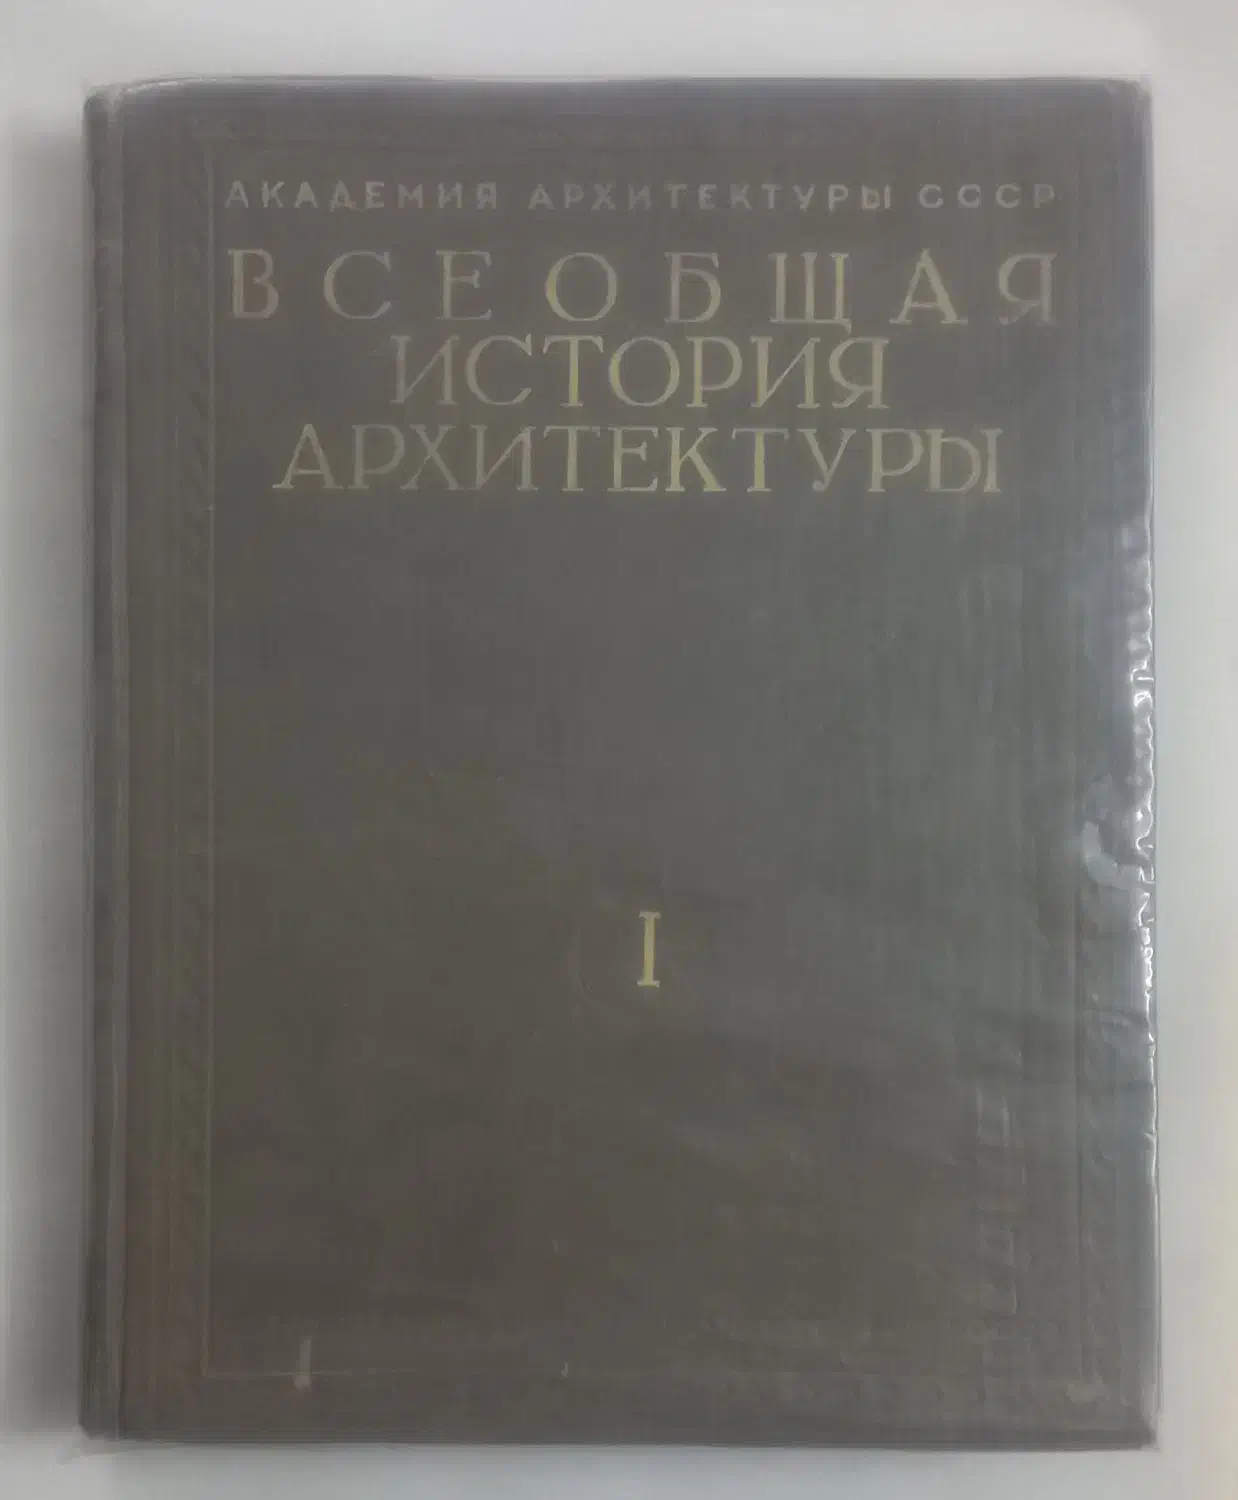 АКАДЕМИЯ АРХИТЕКТУРЫ СССР
ВСЕОБЩАЯ
ИСТОРИЯ
АРХИТЕКТУРЫ
I